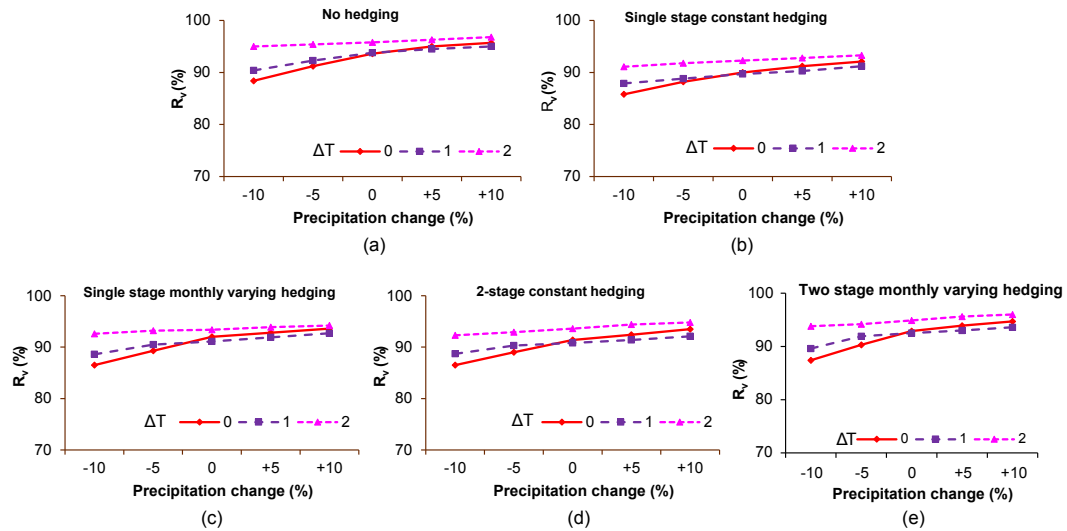 No hedging
100
90
80
70
Rv (%)
ΔT 0 1 2
-10 -5 0 +5 +10
Precipitation change (%)
(a)
Single stage constant hedging
100
90
80
70
Rv (%)
ΔT 0 1 2
-10 -5 0 +5 +10
Precipitation change (%)
(b)
Single stage monthly varying hedging
100
90
80
70
Rv (%)
ΔT 0 1 2
-10 -5 0 +5 +10
Precipitation change (%)
(c)
2-stage constant hedging
100
90
80
70
Rv (%)
ΔT 0 1 2
-10 -5 0 +5 +10
Precipitation change (%)
(d)
Two stage monthly varying hedging
100
90
80
70
Rv (%)
ΔT 0 1 2
-10 -5 0 +5 +10
Precipitation change (%)
(e)